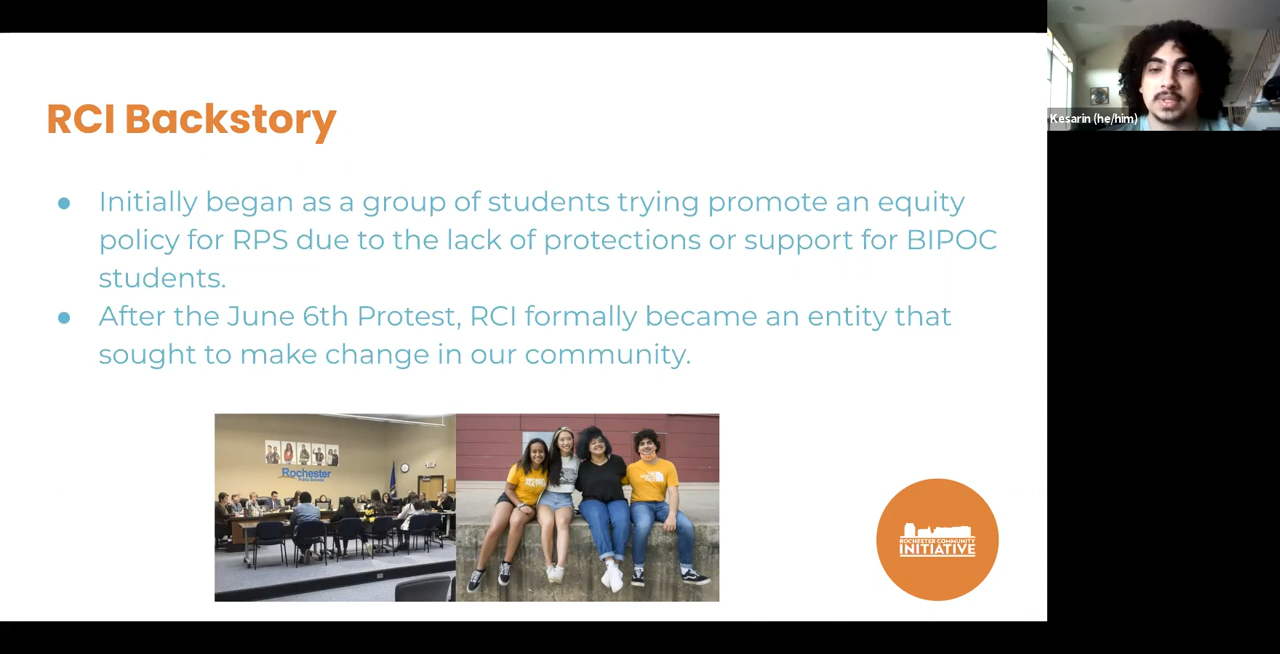 RCI Backstory
● Initially began as a group of students trying promote an equity
policy for RPS due to the lack of protections or support for BIPOC
students.
● After the June 6th Protest, RCI formally became an entity that
sought to make change in our community.
Kesarin (he/him)
Rochester
Public Schools
ROCHESTER COMMUNITY
INITIATIVE